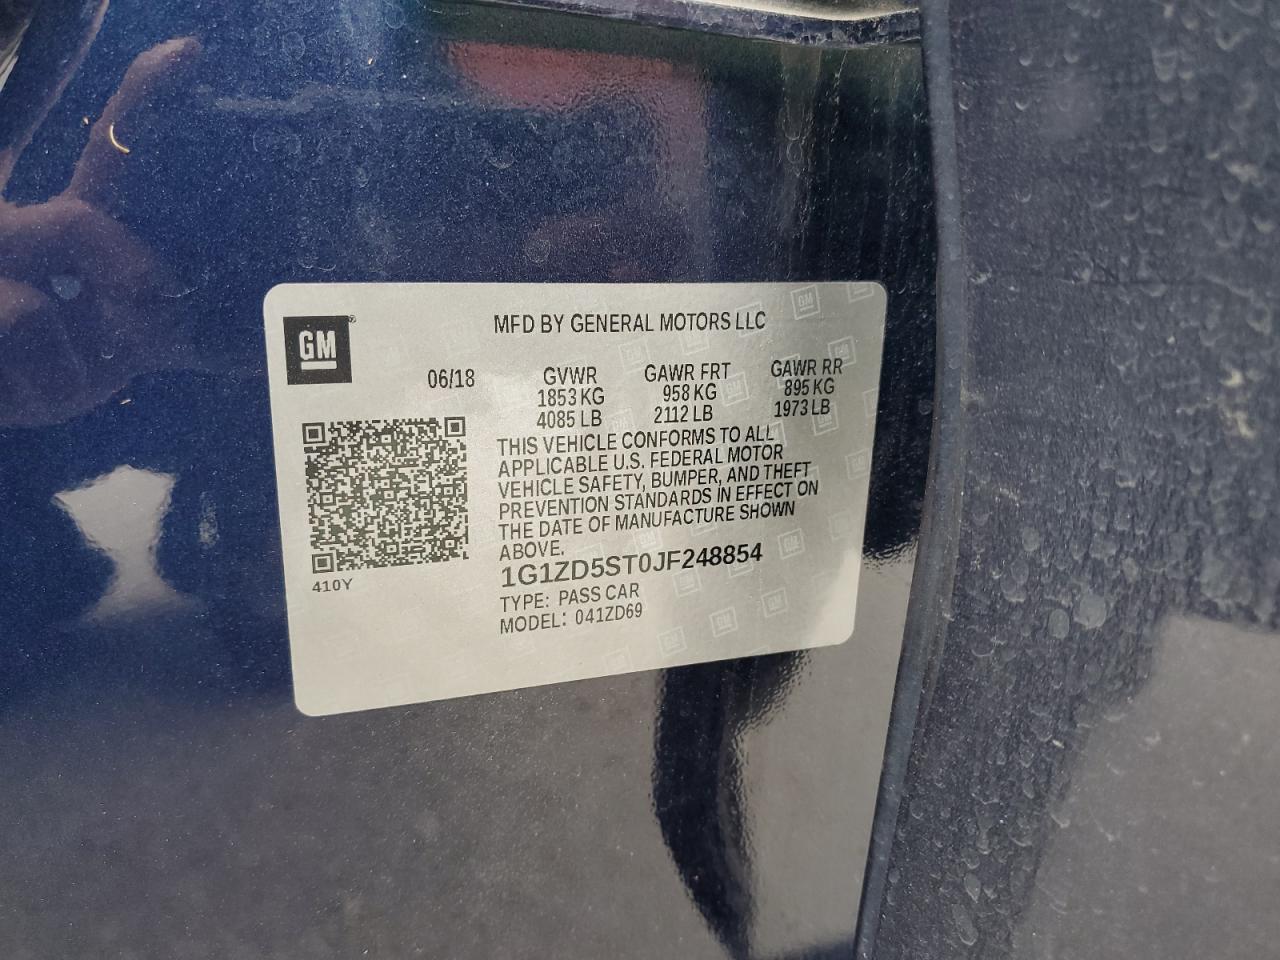 GM®
MFD BY GENERAL MOTORS LLC
06/18
GVWR GAWR FRT GAWR RR
1853 KG 958 KG 895 KG
4085 LB 2112 LB 1973 LB
THIS VEHICLE CONFORMS TO ALL
APPLICABLE U.S. FEDERAL MOTOR
VEHICLE SAFETY, BUMPER, AND THEFT
PREVENTION STANDARDS IN EFFECT ON
THE DATE OF MANUFACTURE SHOWN
ABOVE.
410Y
1G1ZD5ST0JF248854
TYPE: PASS CAR
MODEL: 041ZD69